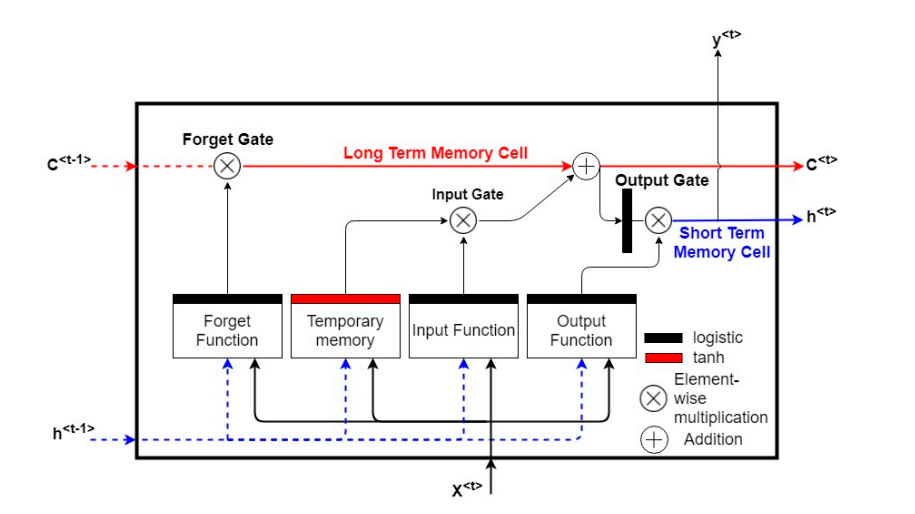 y<t>
Forget Gate
C<t-1>
Long Term Memory Cell
C<t>
Input Gate
Output Gate
h<t>
Short Term
Memory Cell
Forget
Function
Temporary
memory
Input Function
Output
Function
logistic
tanh
Element-
wise
multiplication
Addition
h<t-1>
X<t>